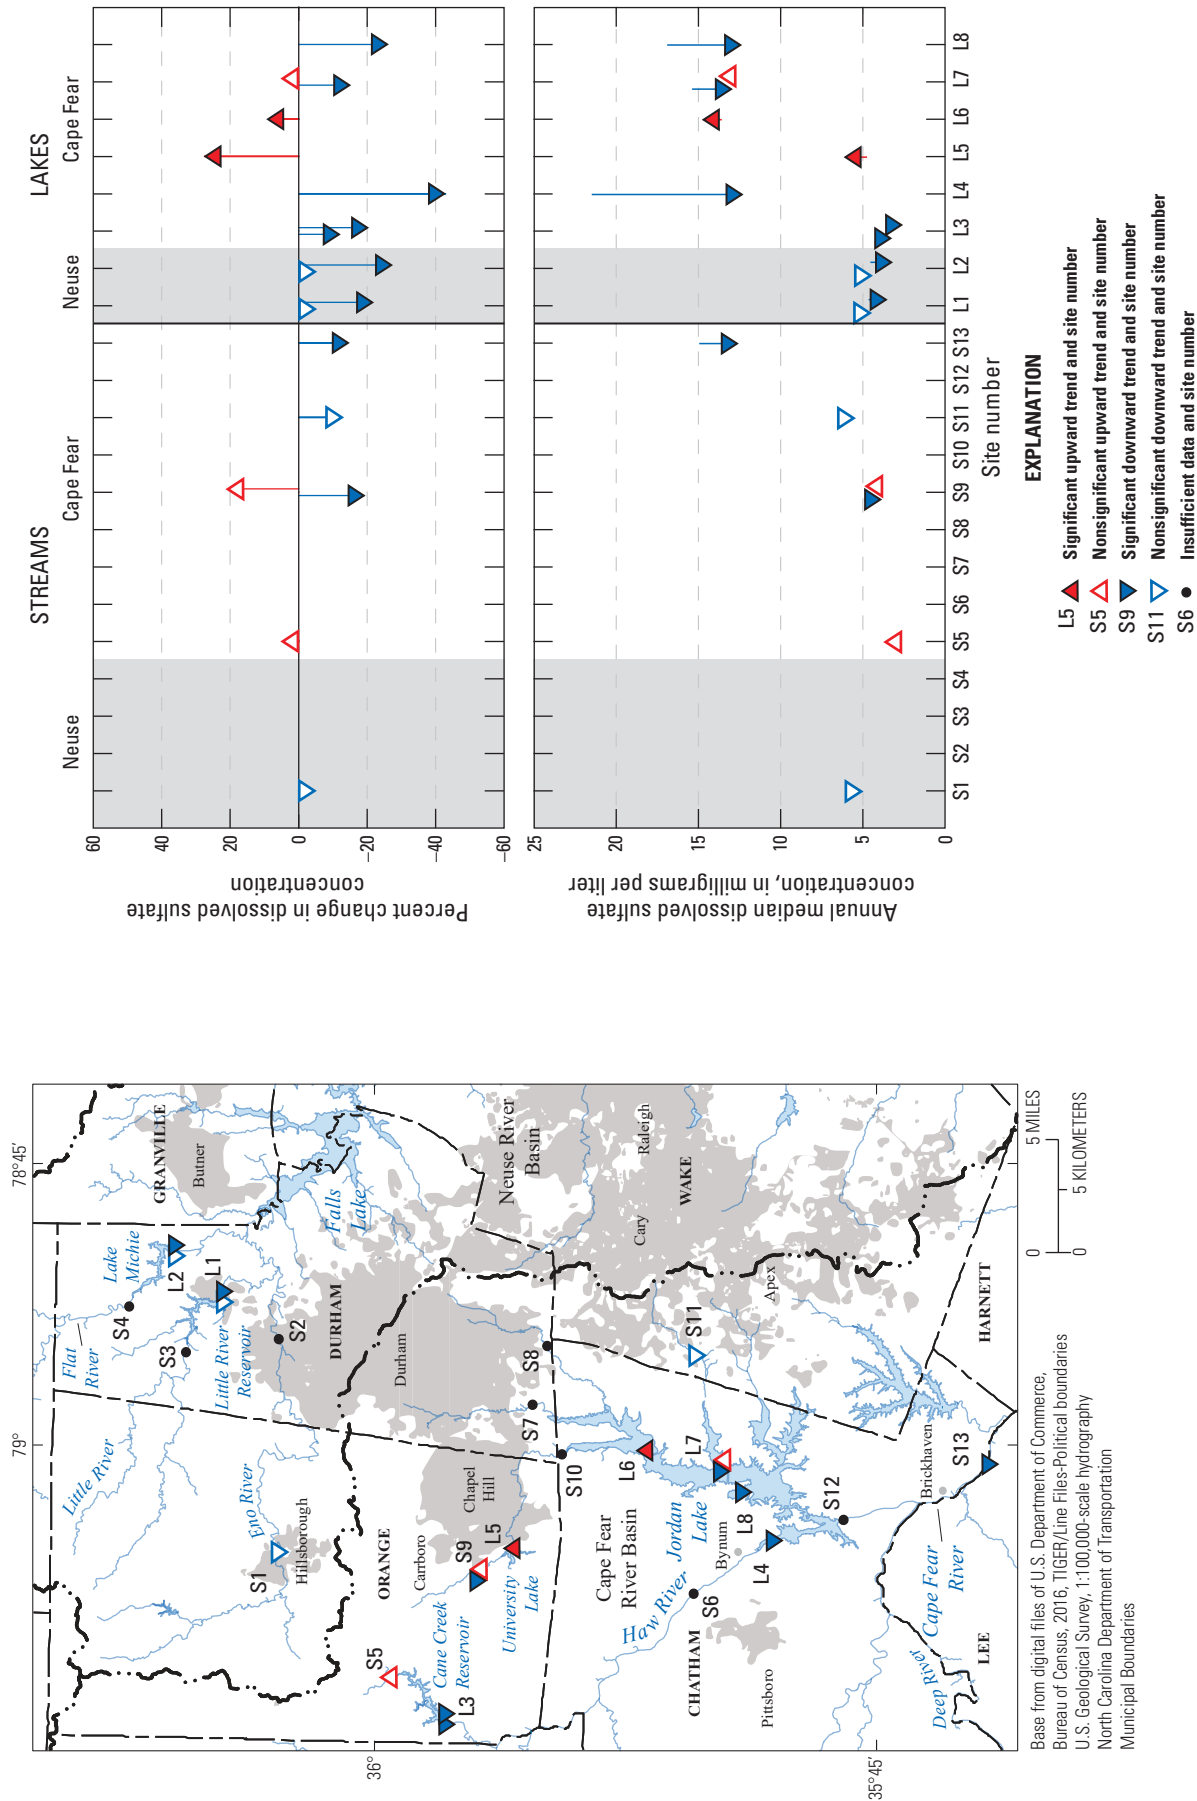 78°45′
79°
36°
35°45′
GRANVILLE
Butner
Falls
Lake
Neuse River
Basin
Raleigh
WAKE
Cary
Apex
HARNETT
Lake
Michie
L2
L1
S4
S3
Flat
River
Little River
Reservoir
S2
DURHAM
Durham
S8
S7
S11
Little River
Eno River
S1
Hillsborough
ORANGE
Chapel
Hill
Carrboro
S9
L5
S10
L6
L7
Jordan
Lake
L8
S12
Brickhaven
S13
University
Lake
Cane Creek
Reservoir
S5
L3
Cape Fear
River Basin
Haw River
Bynum
L4
S6
CHATHAM
Pittsboro
Cape Fear
River
Deep River
LEE
0 5 MILES
0 5 KILOMETERS
Base from digital files of U.S. Department of Commerce,
Bureau of Census, 2016, TIGER/Line Files-Political boundaries
U.S. Geological Survey, 1:100,000-scale hydrography
North Carolina Department of Transportation
Municipal Boundaries
STREAMS LAKES
Neuse Cape Fear Neuse Cape Fear
Percent change in dissolved sulfate
concentration
60
40
20
0
−20
−40
−60
Annual median dissolved sulfate
concentration, in milligrams per liter
25
20
15
10
5
0
S1 S2 S3 S4 S5 S6 S7 S8 S9 S10 S11 S12 S13 L1 L2 L3 L4 L5 L6 L7 L8
Site number
EXPLANATION
L5 Significant upward trend and site number
S5 Nonsignificant upward trend and site number
S9 Significant downward trend and site number
S11 Nonsignificant downward trend and site number
S6 Insufficient data and site number